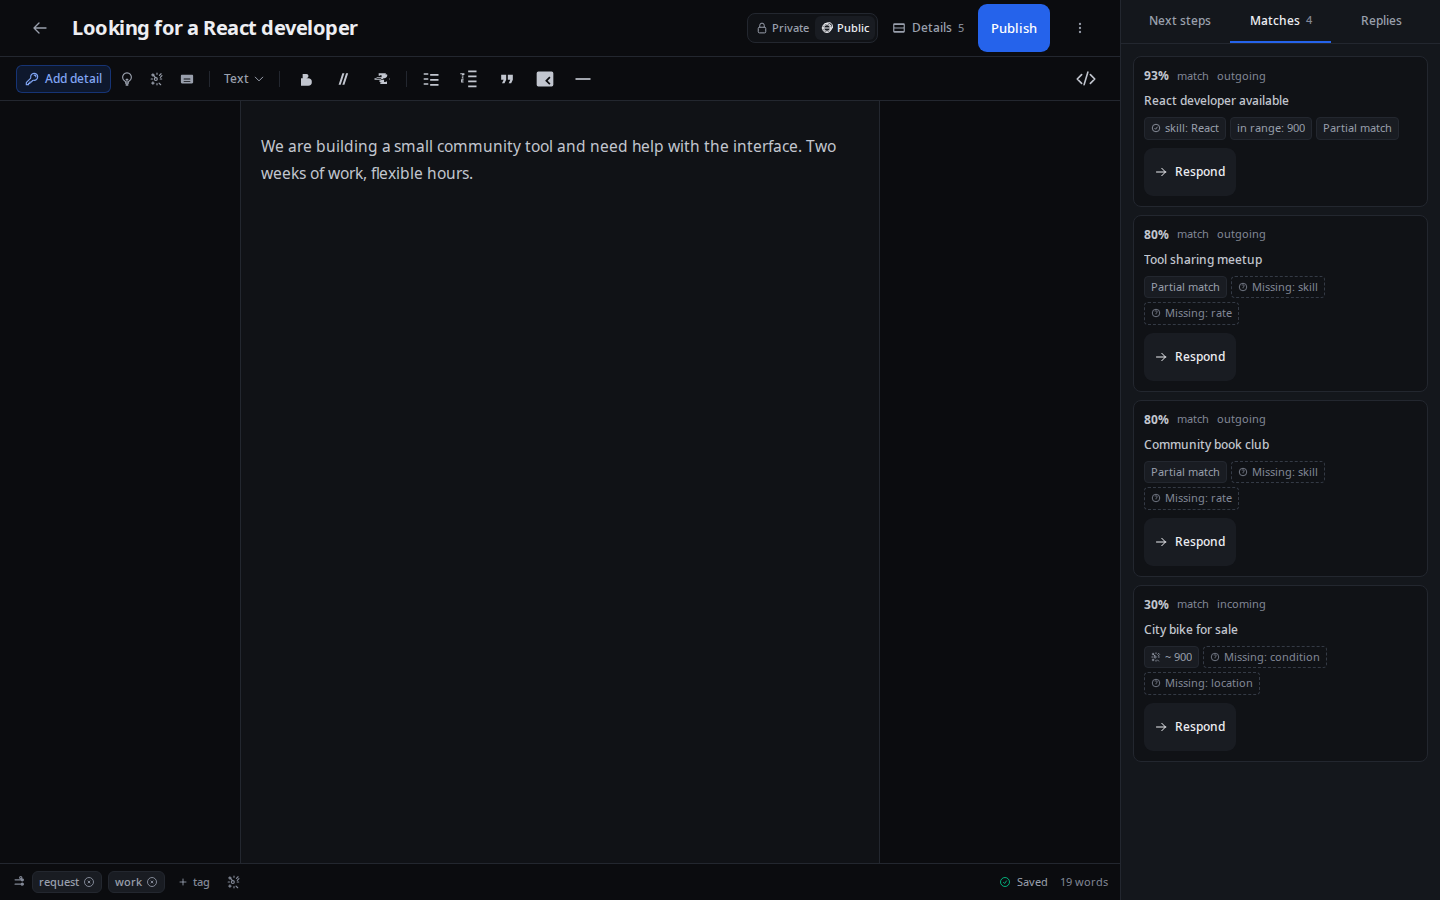 Looking for a React developer
Private Public Details 5 Publish
Add detail Text
We are building a small community tool and need help with the interface. Two
weeks of work, flexible hours.
request work + tag
Saved 19 words
Next steps Matches 4 Replies
93% match outgoing
React developer available
skill: React in range: 900 Partial match
Respond
80% match outgoing
Tool sharing meetup
Partial match Missing: skill
Missing: rate
Respond
80% match outgoing
Community book club
Partial match Missing: skill
Missing: rate
Respond
30% match incoming
City bike for sale
~ 900 Missing: condition
Missing: location
Respond